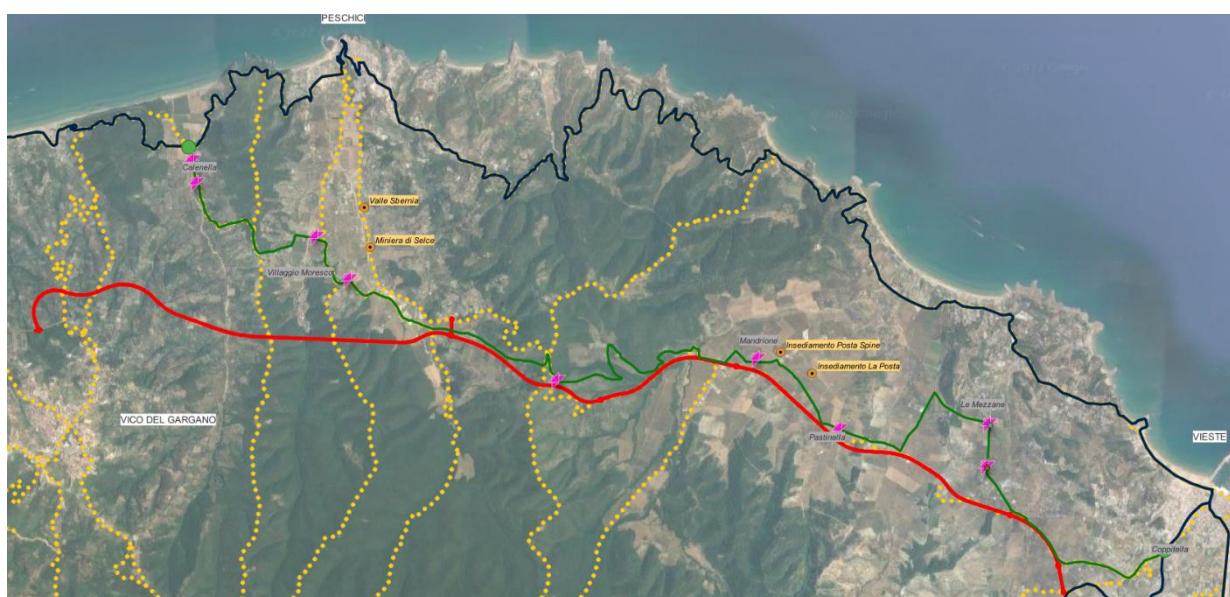 PESCHICI
Calenella
Valle Sbernia
Miniera di Selce
Villaggio Moresco
Mandrione
Insediamento Posta Spine
Insediamento La Posta
Le Mezzane
VICO DEL GARGANO
Pastinella
VIESTE
Coppitella